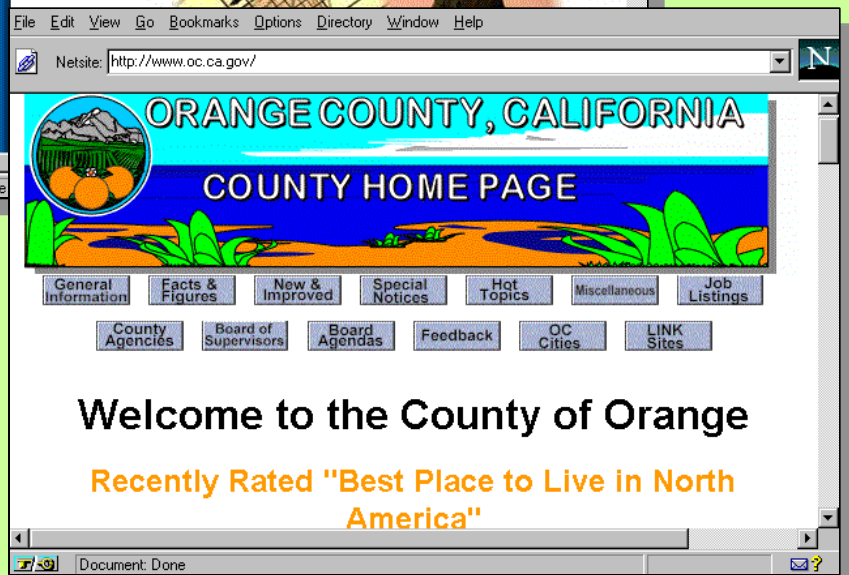 File Edit View Go Bookmarks Options Directory Window Help
Netsite: http://www.oc.ca.gov/
N
ORANGE COUNTY, CALIFORNIA
COUNTY HOME PAGE
General Information
Facts & Figures
New & Improved
Special Notices
Hot Topics
Miscellaneous
Job Listings
County Agencies
Board of Supervisors
Board Agendas
Feedback
OC Cities
LINK Sites
Welcome to the County of Orange
Recently Rated "Best Place to Live in North
America"
Document: Done